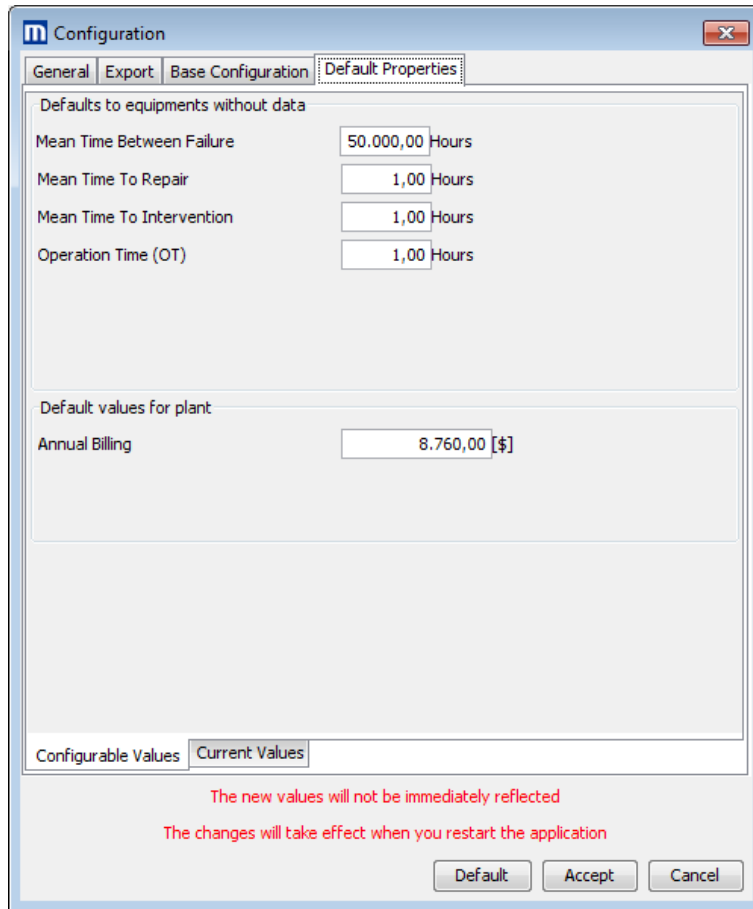 m Configuration
General Export Base Configuration Default Properties
Defaults to equipments without data
Mean Time Between Failure 50.000,00 Hours
Mean Time To Repair 1,00 Hours
Mean Time To Intervention 1,00 Hours
Operation Time (OT) 1,00 Hours
Default values for plant
Annual Billing 8.760,00 [$]
Configurable Values Current Values
The new values will not be immediately reflected
The changes will take effect when you restart the application
Default Accept Cancel